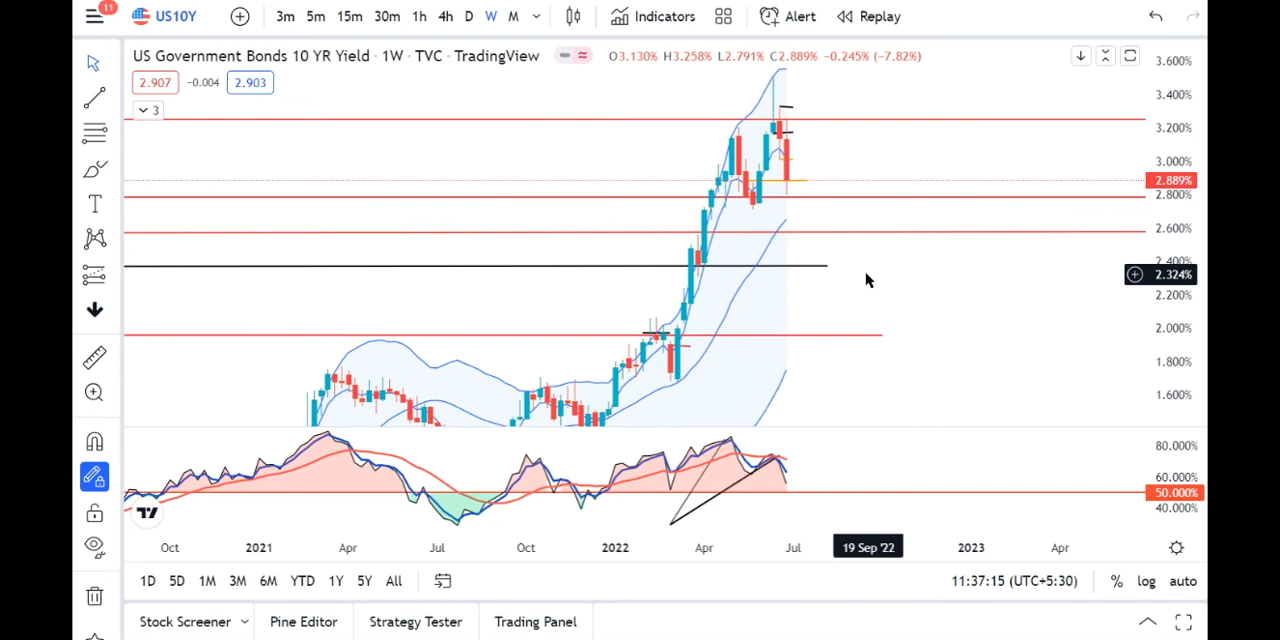 11
US10Y
3m 5m 15m 30m 1h 4h D W M
Indicators
Alert
Replay
US Government Bonds 10 YR Yield · 1W · TVC · TradingView
O3.130% H3.258% L2.791% C2.889% −0.245% (−7.82%)
2.907 −0.004 2.903
3
3.600%
3.400%
3.200%
3.000%
2.889%
2.800%
2.600%
2.400%
2.324%
2.200%
2.000%
1.800%
1.600%
80.000%
60.000%
50.000%
40.000%
Oct 2021 Apr Jul Oct 2022 Apr Jul 19 Sep '22 2023 Apr
1D 5D 1M 3M 6M YTD 1Y 5Y All
11:37:15 (UTC+5:30) % log auto
Stock Screener Pine Editor Strategy Tester Trading Panel